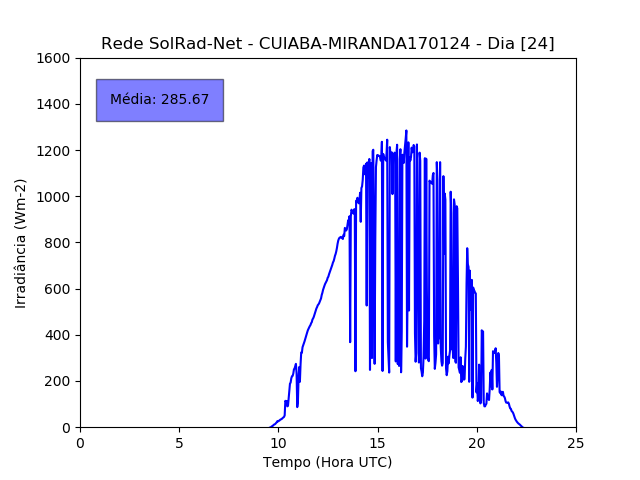 Rede SolRad-Net - CUIABA-MIRANDA170124 - Dia [24]
1600
1400
1200
1000
800
600
400
200
0
Irradiância (Wm-2)
Média: 285.67
0 5 10 15 20 25
Tempo (Hora UTC)